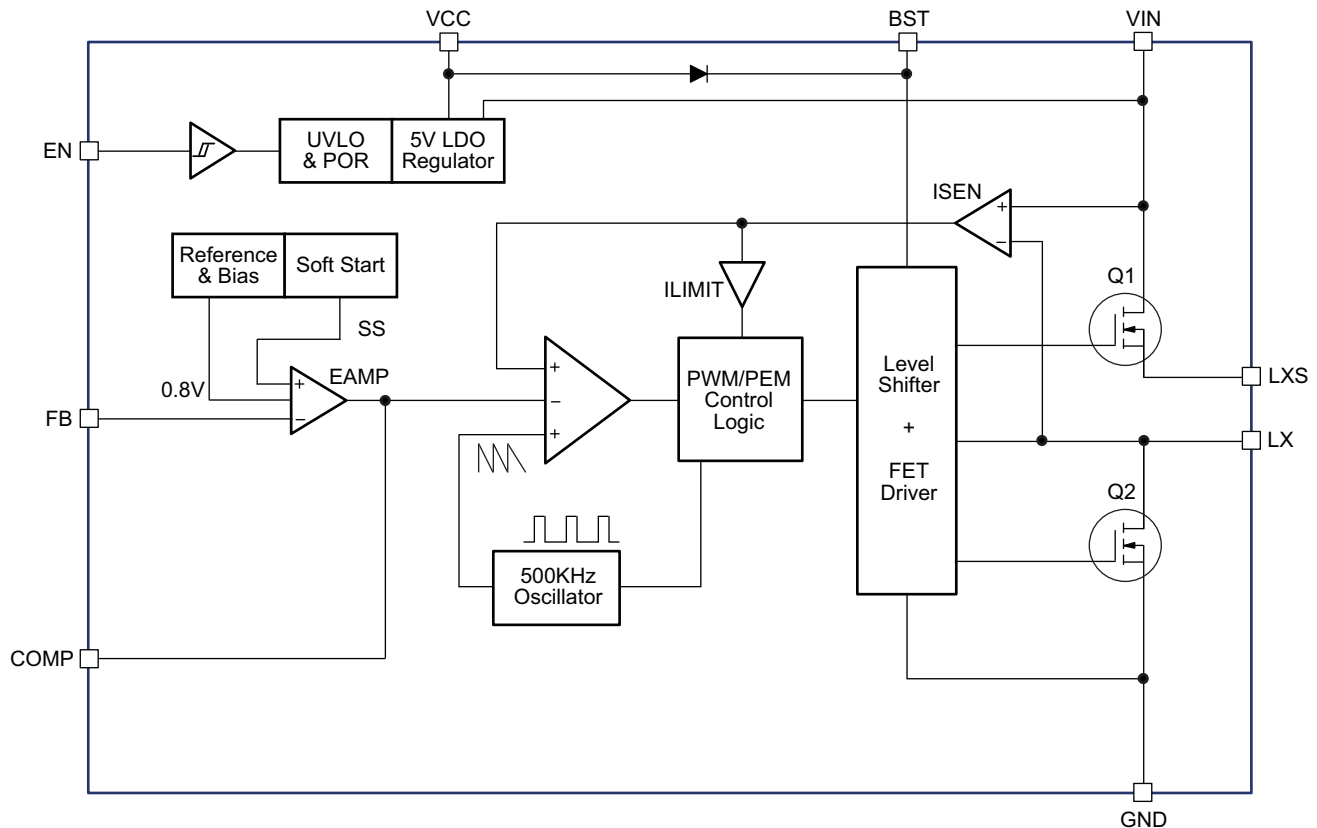 VCC
BST
VIN
EN
UVLO
& POR
5V LDO
Regulator
ISEN
+
−
Reference
& Bias
Soft Start
Q1
ILIMIT
SS
0.8V
+
−
EAMP
FB
+
−
+
PWM/PEM
Control
Logic
Level
Shifter
+
FET
Driver
LXS
LX
Q2
500KHz
Oscillator
COMP
GND